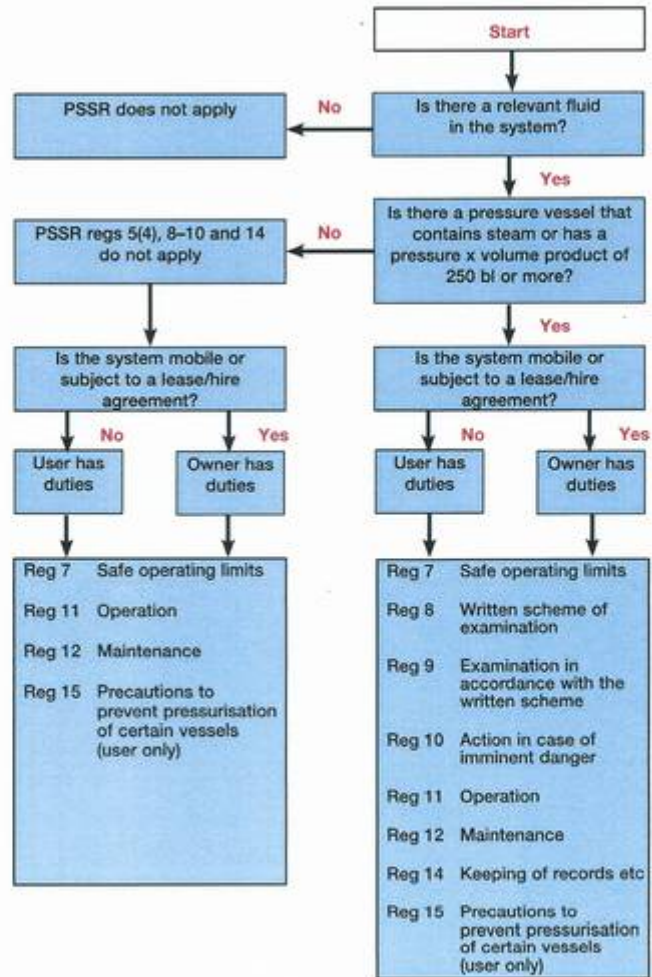 Start
Is there a relevant fluid
in the system?
No
PSSR does not apply
Yes
Is there a pressure vessel that
contains steam or has a
pressure x volume product of
250 bl or more?
No
PSSR regs 5(4), 8–10 and 14
do not apply
Yes
Is the system mobile or
subject to a lease/hire
agreement?
No
Yes
User has
duties
Owner has
duties
Reg 7 Safe operating limits
Reg 11 Operation
Reg 12 Maintenance
Reg 15 Precautions to
prevent pressurisation
of certain vessels
(user only)
Is the system mobile or
subject to a lease/hire
agreement?
No
Yes
User has
duties
Owner has
duties
Reg 7 Safe operating limits
Reg 8 Written scheme of
examination
Reg 9 Examination in
accordance with the
written scheme
Reg 10 Action in case of
imminent danger
Reg 11 Operation
Reg 12 Maintenance
Reg 14 Keeping of records etc
Reg 15 Precautions to
prevent pressurisation
of certain vessels
(user only)